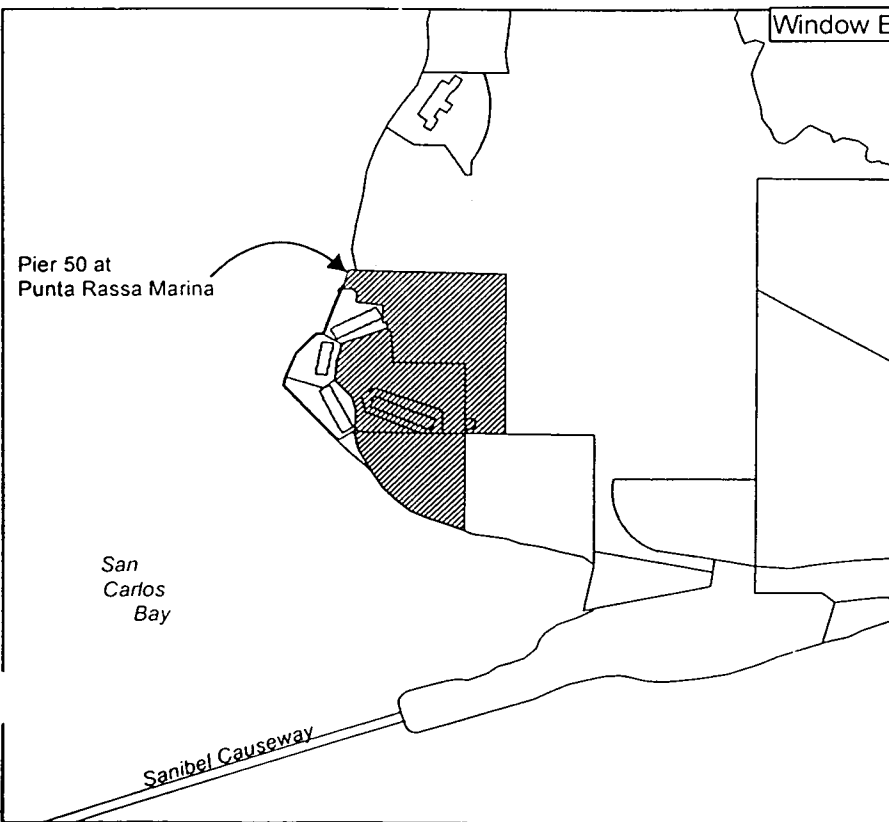 Window E
Pier 50 at
Punta Rassa Marina
San
Carlos
Bay
Sanibel Causeway